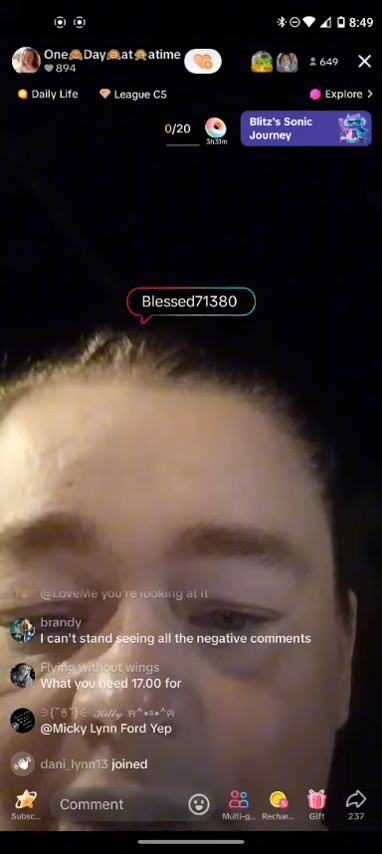 8:49
One🙈Day🙈at🙈atime
894
649
Daily Life
League C5
Explore >
0/20
3h31m
Blitz's Sonic
Journey
Blessed71380
@LoveMe you're looking at it
brandy
I can't stand seeing all the negative comments
Flying without wings
What you need 17.00 for
@Micky Lynn Ford Yep
dani_lynn13 joined
Subsc...
Comment
Multi-g...
Rechar...
Gift
237